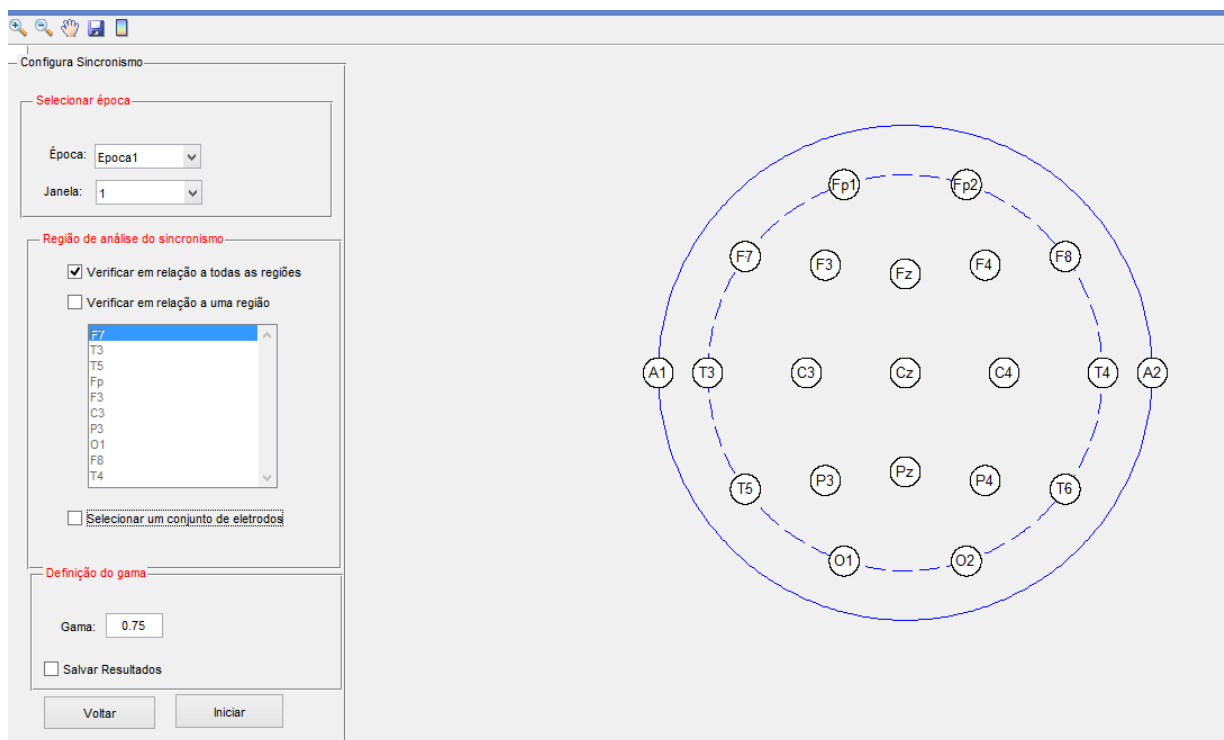 Configura Sincronismo
Selecionar época
Época: Epoca1
Janela: 1
Região de análise do sincronismo
Verificar em relação a todas as regiões
Verificar em relação a uma região
F7
T3
T5
Fp
F3
C3
P3
O1
F8
T4
Selecionar um conjunto de eletrodos
Definição do gama
Gama: 0.75
Salvar Resultados
Voltar Iniciar
Fp1 Fp2
F7 F3 Fz F4 F8
A1 T3 C3 Cz C4 T4 A2
T5 P3 Pz P4 T6
O1 O2